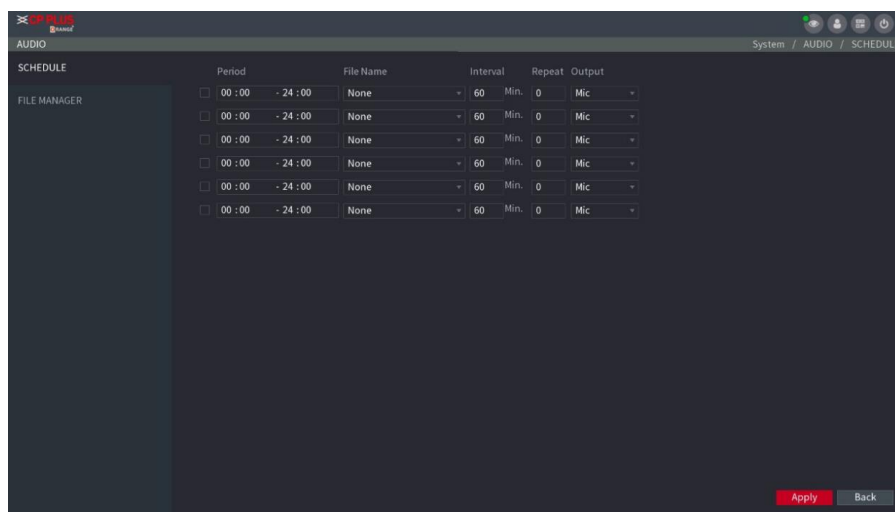 CP PLUS
ORANGE
AUDIO System / AUDIO / SCHEDUL
SCHEDULE
FILE MANAGER
Period File Name Interval Repeat Output
00 : 00 - 24 : 00 None 60 Min. 0 Mic
00 : 00 - 24 : 00 None 60 Min. 0 Mic
00 : 00 - 24 : 00 None 60 Min. 0 Mic
00 : 00 - 24 : 00 None 60 Min. 0 Mic
00 : 00 - 24 : 00 None 60 Min. 0 Mic
00 : 00 - 24 : 00 None 60 Min. 0 Mic
Apply Back